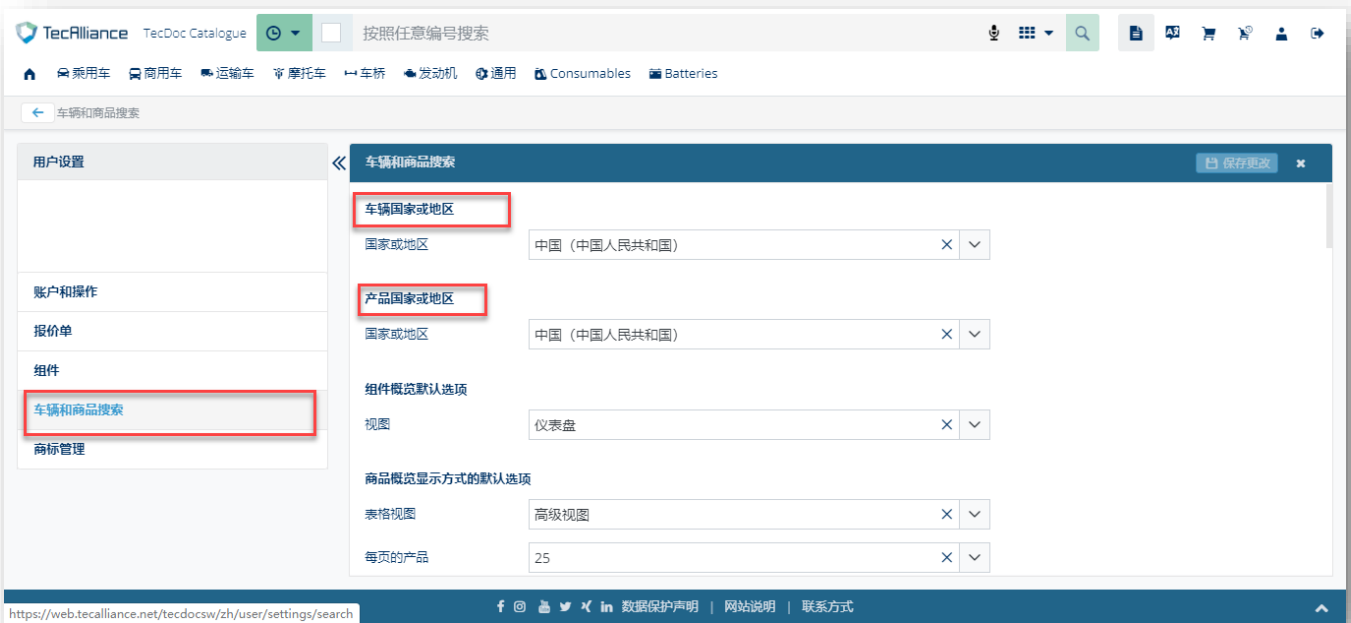 TecAlliance TecDoc Catalogue 按照任意编号搜索
乘用车 商用车 运输车 摩托车 车桥 发动机 通用 Consumables Batteries
车辆和商品搜索
用户设置
账户和操作
报价单
组件
车辆和商品搜索
商标管理
车辆和商品搜索 保存更改
车辆国家或地区
国家或地区 中国（中国人民共和国）
产品国家或地区
国家或地区 中国（中国人民共和国）
组件概览默认选项
视图 仪表盘
商品概览显示方式的默认选项
表格视图 高级视图
每页的产品 25
数据保护声明 | 网站说明 | 联系方式
https://web.tecalliance.net/tecdocsw/zh/user/settings/search